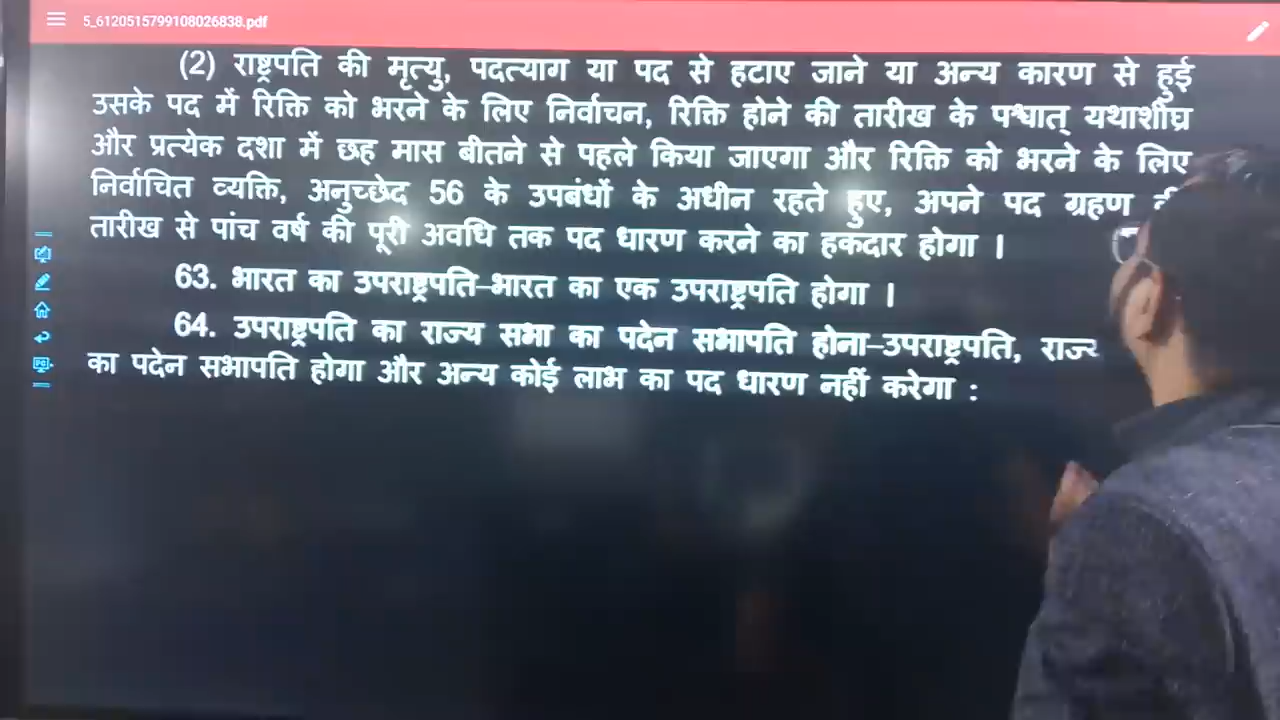 5_6120515799108026838.pdf
(2) राष्ट्रपति की मृत्यु, पदत्याग या पद से हटाए जाने या अन्य कारण से हुई
उसके पद में रिक्ति को भरने के लिए निर्वाचन, रिक्ति होने की तारीख के पश्चात् यथाशीघ्र
और प्रत्येक दशा में छह मास बीतने से पहले किया जाएगा और रिक्ति को भरने के लिए
निर्वाचित व्यक्ति, अनुच्छेद 56 के उपबंधों के अधीन रहते हुए, अपने पद ग्रहण
तारीख से पांच वर्ष की पूरी अवधि तक पद धारण करने का हकदार होगा ।
63. भारत का उपराष्ट्रपति–भारत का एक उपराष्ट्रपति होगा ।
64. उपराष्ट्रपति का राज्य सभा का पदेन सभापति होना–उपराष्ट्रपति,
का पदेन सभापति होगा और अन्य कोई लाभ का पद धारण नहीं करेगा :